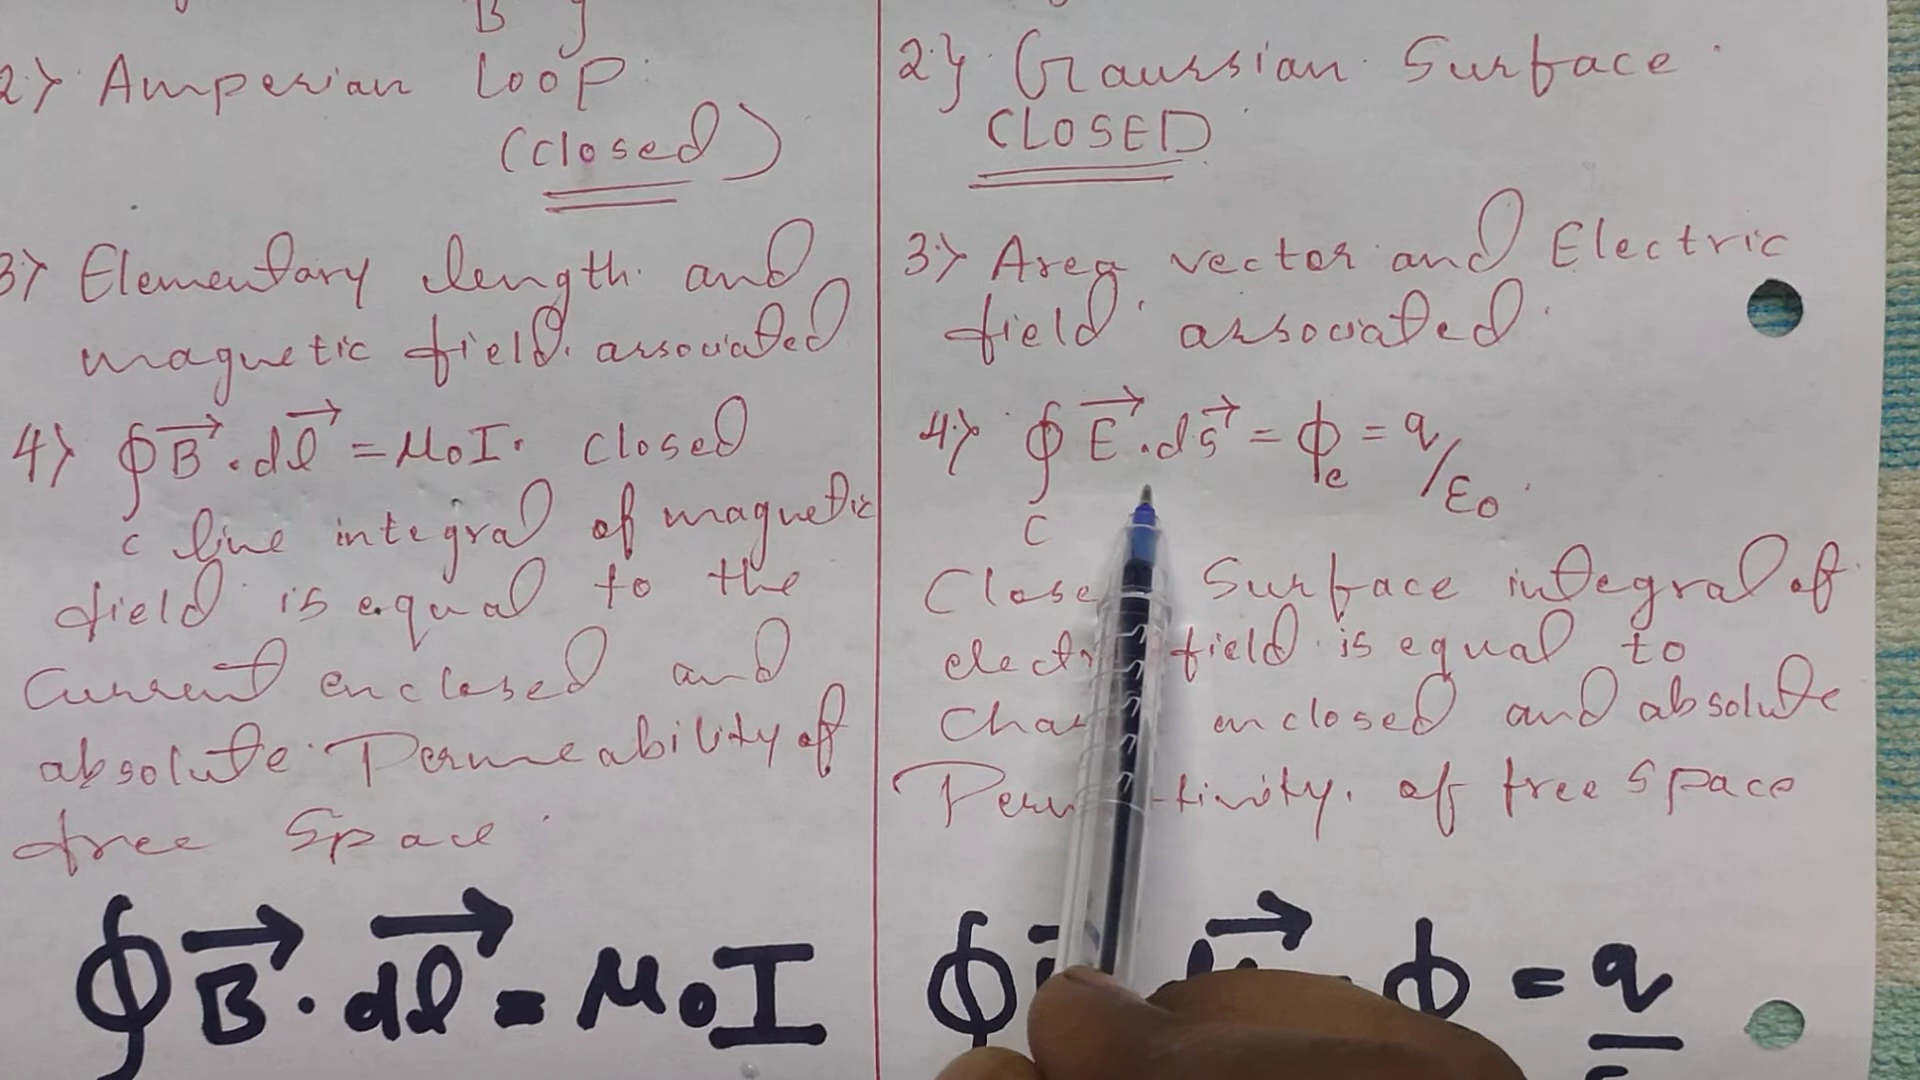 2⟩ Amperian Loop.
(closed)
3⟩ Elementary length and
magnetic field associated
4⟩ ∮ B⃗ . dl⃗ = μ₀I. closed
c line integral of magnetic
field is equal to the
current enclosed and
absolute Permeability of
free Space.
∮ B⃗ . dl⃗ = μ₀I
2⟩ Gaussian Surface.
CLOSED
3⟩ Area vector and Electric
field associated.
4⟩ ∮ E⃗ . ds⃗ = ϕe = q/ε₀.
C
Surface integral of
field is equal to
enclosed and absolute
of free space
∮ ϕ = q